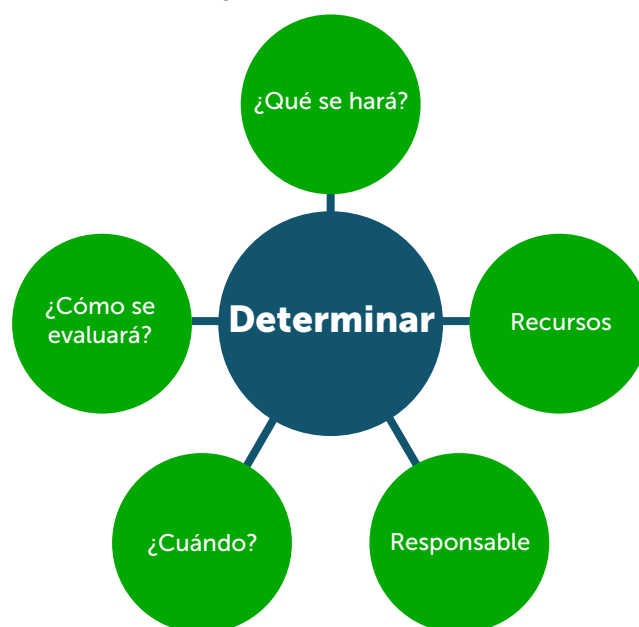 ¿Qué se hará?
¿Cómo se
evaluará?
Determinar
Recursos
¿Cuándo?
Responsable